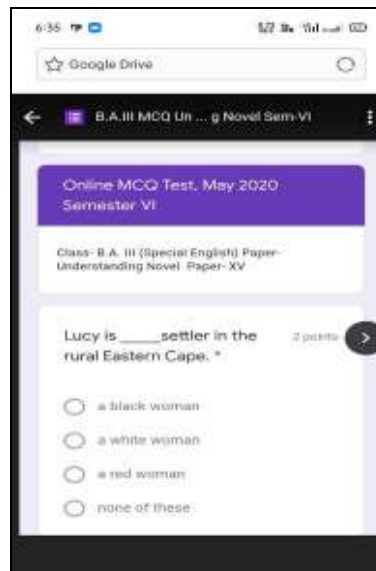 6:35
Google Drive
B.A.III MCQ Un ... g Novel Sem-VI
Online MCQ Test, May 2020
Semester VI
Class- B.A. III (Special English) Paper-
Understanding Novel Paper- XV
Lucy is _____settler in the
rural Eastern Cape. *
2 points
a black woman
a white woman
a red woman
none of these